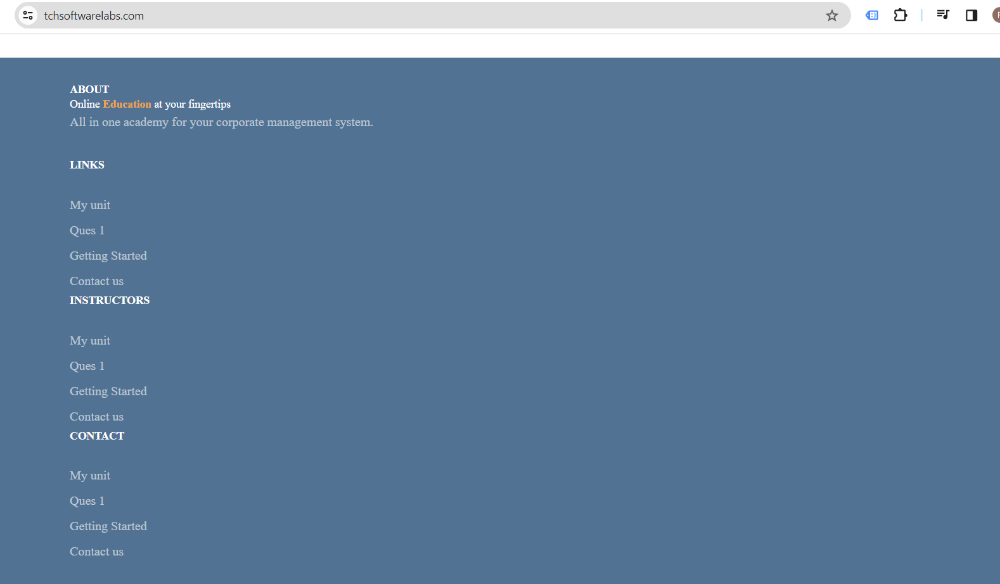 tchsoftwarelabs.com
ABOUT
Online Education at your fingertips
All in one academy for your corporate management system.
LINKS
My unit
Ques 1
Getting Started
Contact us
INSTRUCTORS
My unit
Ques 1
Getting Started
Contact us
CONTACT
My unit
Ques 1
Getting Started
Contact us